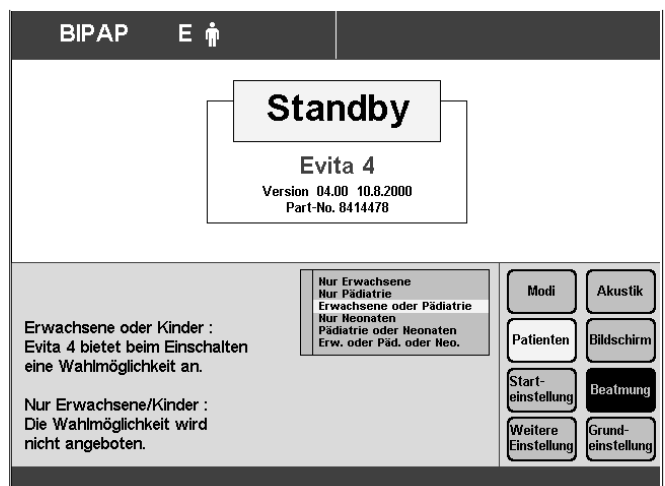 BIPAP E
Standby
Evita 4
Version 04.00 10.8.2000
Part-No. 8414478
Erwachsene oder Kinder :
Evita 4 bietet beim Einschalten
eine Wahlmöglichkeit an.
Nur Erwachsene/Kinder :
Die Wahlmöglichkeit wird
nicht angeboten.
Nur Erwachsene
Nur Pädiatrie
Erwachsene oder Pädiatrie
Nur Neonaten
Pädiatrie oder Neonaten
Erw. oder Päd. oder Neo.
Modi
Akustik
Patienten
Bildschirm
Start-
einstellung
Beatmung
Weitere
Einstellung
Grund-
einstellung